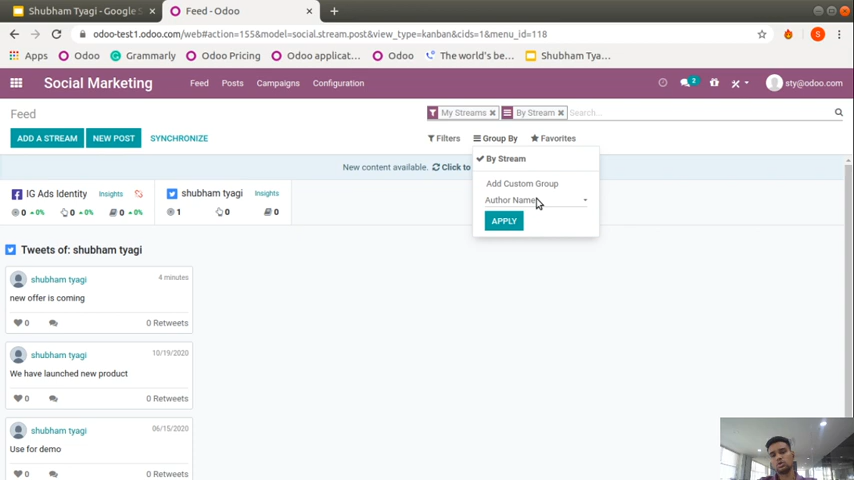 Shubham Tyagi - Google S
Feed - Odoo
odoo-test1.odoo.com/web#action=155&model=social.stream.post&view_type=kanban&cids=1&menu_id=118
Apps Odoo Grammarly Odoo Pricing Odoo applicat... Odoo The world's be... Shubham Tya...
Social Marketing Feed Posts Campaigns Configuration 2 sty@odoo.com
Feed My Streams By Stream Search...
ADD A STREAM NEW POST SYNCHRONIZE Filters Group By Favorites
By Stream
New content available. Click to
Add Custom Group
Author Name
APPLY
IG Ads Identity Insights
0 0% 0 0% 0 0%
shubham tyagi Insights
1 0 0
Tweets of: shubham tyagi
shubham tyagi 4 minutes
new offer is coming
0 0 Retweets
shubham tyagi 10/19/2020
We have launched new product
0 0 Retweets
shubham tyagi 06/15/2020
Use for demo
0 0 Retweets